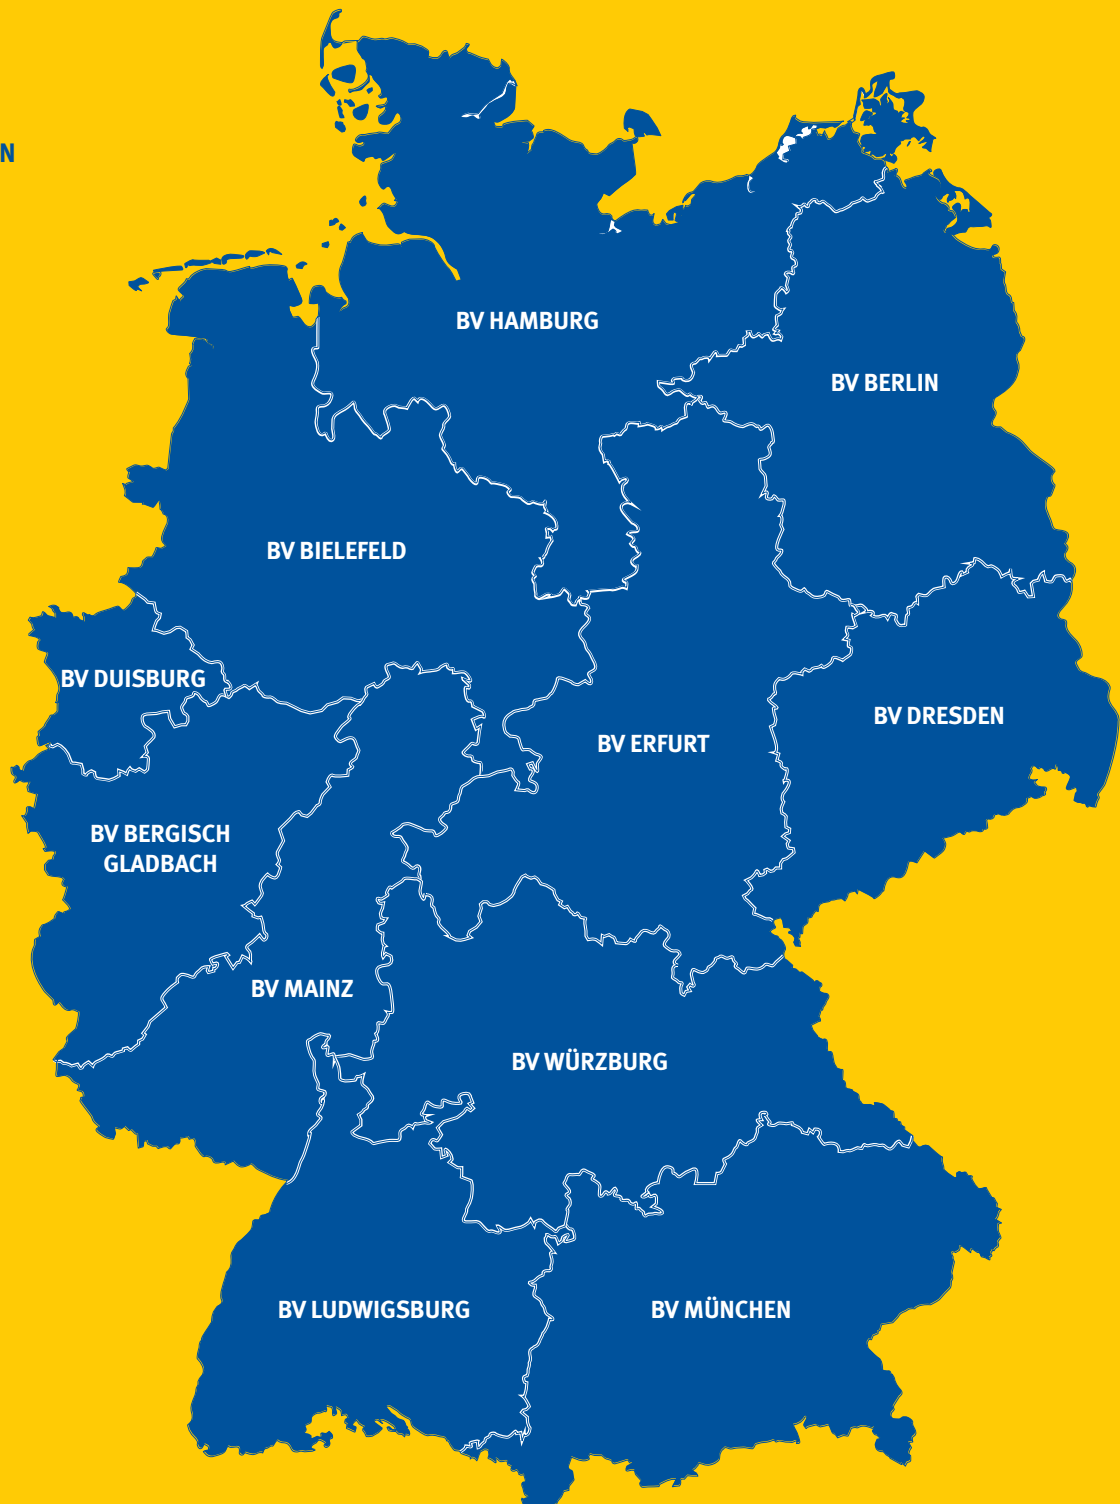 N
BV HAMBURG
BV BERLIN
BV BIELEFELD
BV DUISBURG
BV DRESDEN
BV ERFURT
BV BERGISCH
GLADBACH
BV MAINZ
BV WÜRZBURG
BV LUDWIGSBURG
BV MÜNCHEN